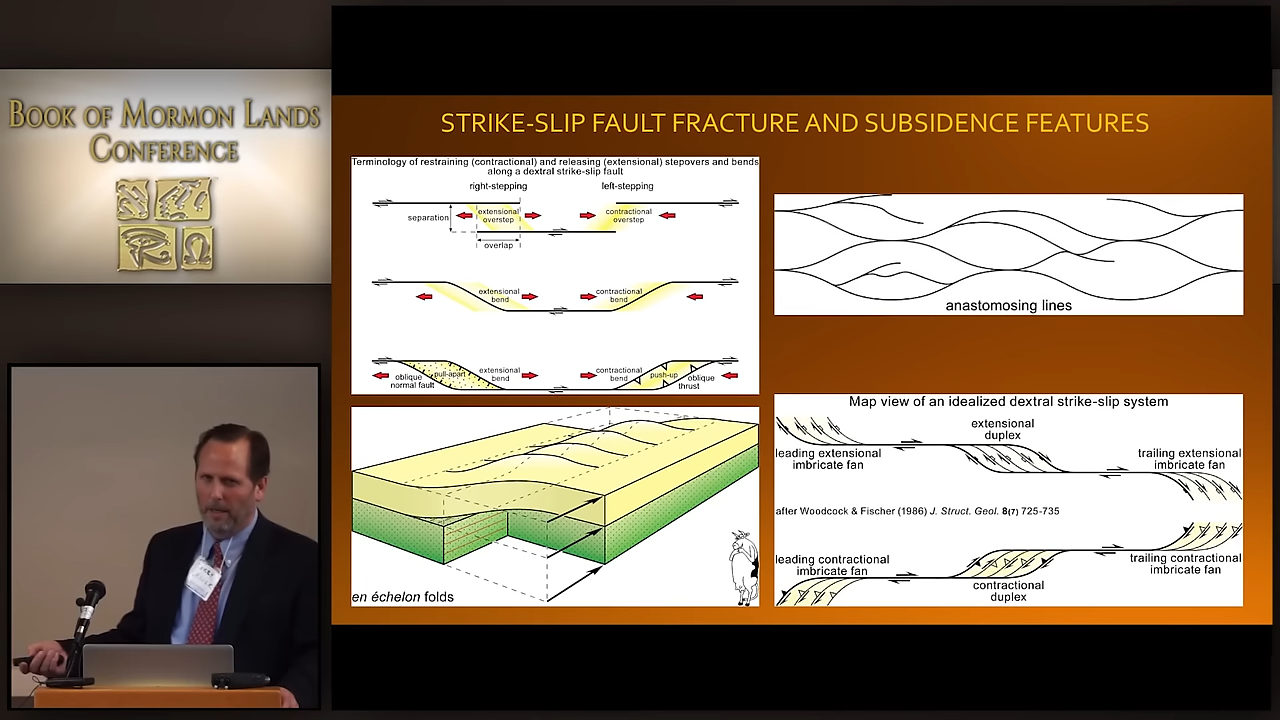 BOOK OF MORMON LANDS
CONFERENCE
STRIKE-SLIP FAULT FRACTURE AND SUBSIDENCE FEATURES
Terminology of restraining (contractional) and releasing (extensional) stepovers and bends
along a dextral strike-slip fault
right-stepping
left-stepping
separation
extensional
overstep
contractional
overstep
overlap
extensional
bend
contractional
bend
oblique
normal fault
pull-apart
extensional
bend
contractional
bend
push-up
oblique
thrust
en échelon folds
anastomosing lines
Map view of an idealized dextral strike-slip system
extensional
duplex
leading extensional
imbricate fan
trailing extensional
imbricate fan
after Woodcock & Fischer (1986) J. Struct. Geol. 8(7) 725-735
leading contractional
imbricate fan
trailing contractional
imbricate fan
contractional
duplex